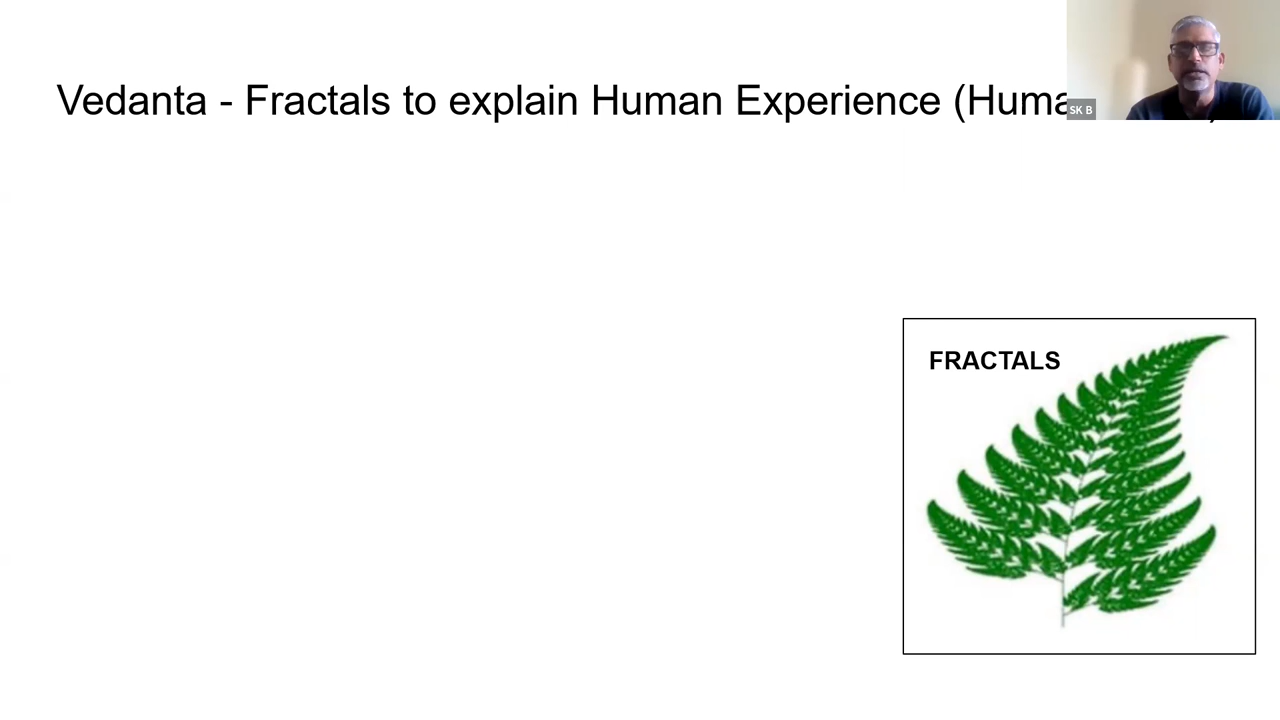 Vedanta - Fractals to explain Human Experience (Huma
SK B
FRACTALS